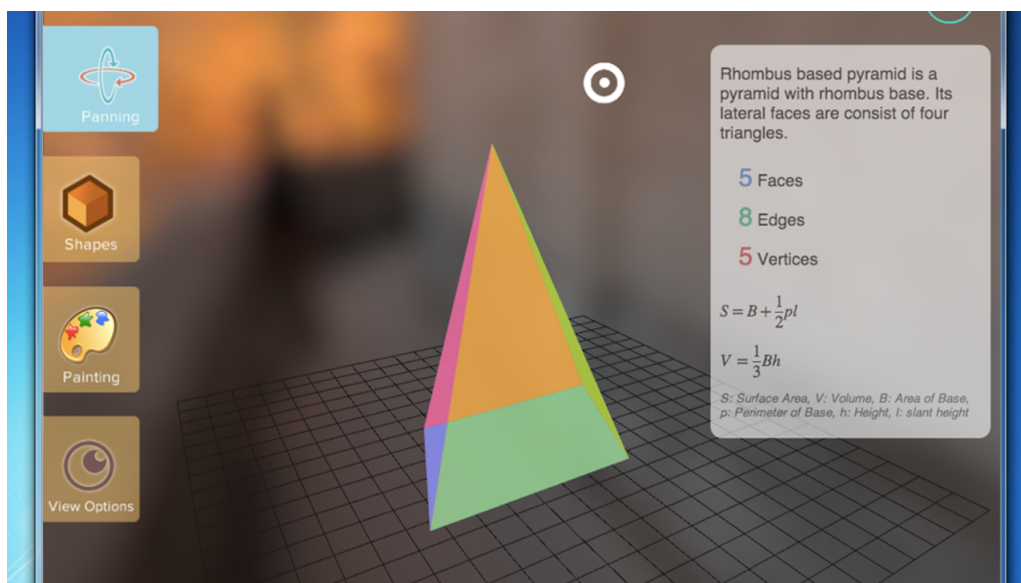 Panning
Shapes
Painting
View Options
Rhombus based pyramid is a
pyramid with rhombus base. Its
lateral faces are consist of four
triangles.
5 Faces
8 Edges
5 Vertices
S = B + 1/2 pl
V = 1/3 Bh
S: Surface Area, V: Volume, B: Area of Base,
p: Perimeter of Base, h: Height, l: slant height